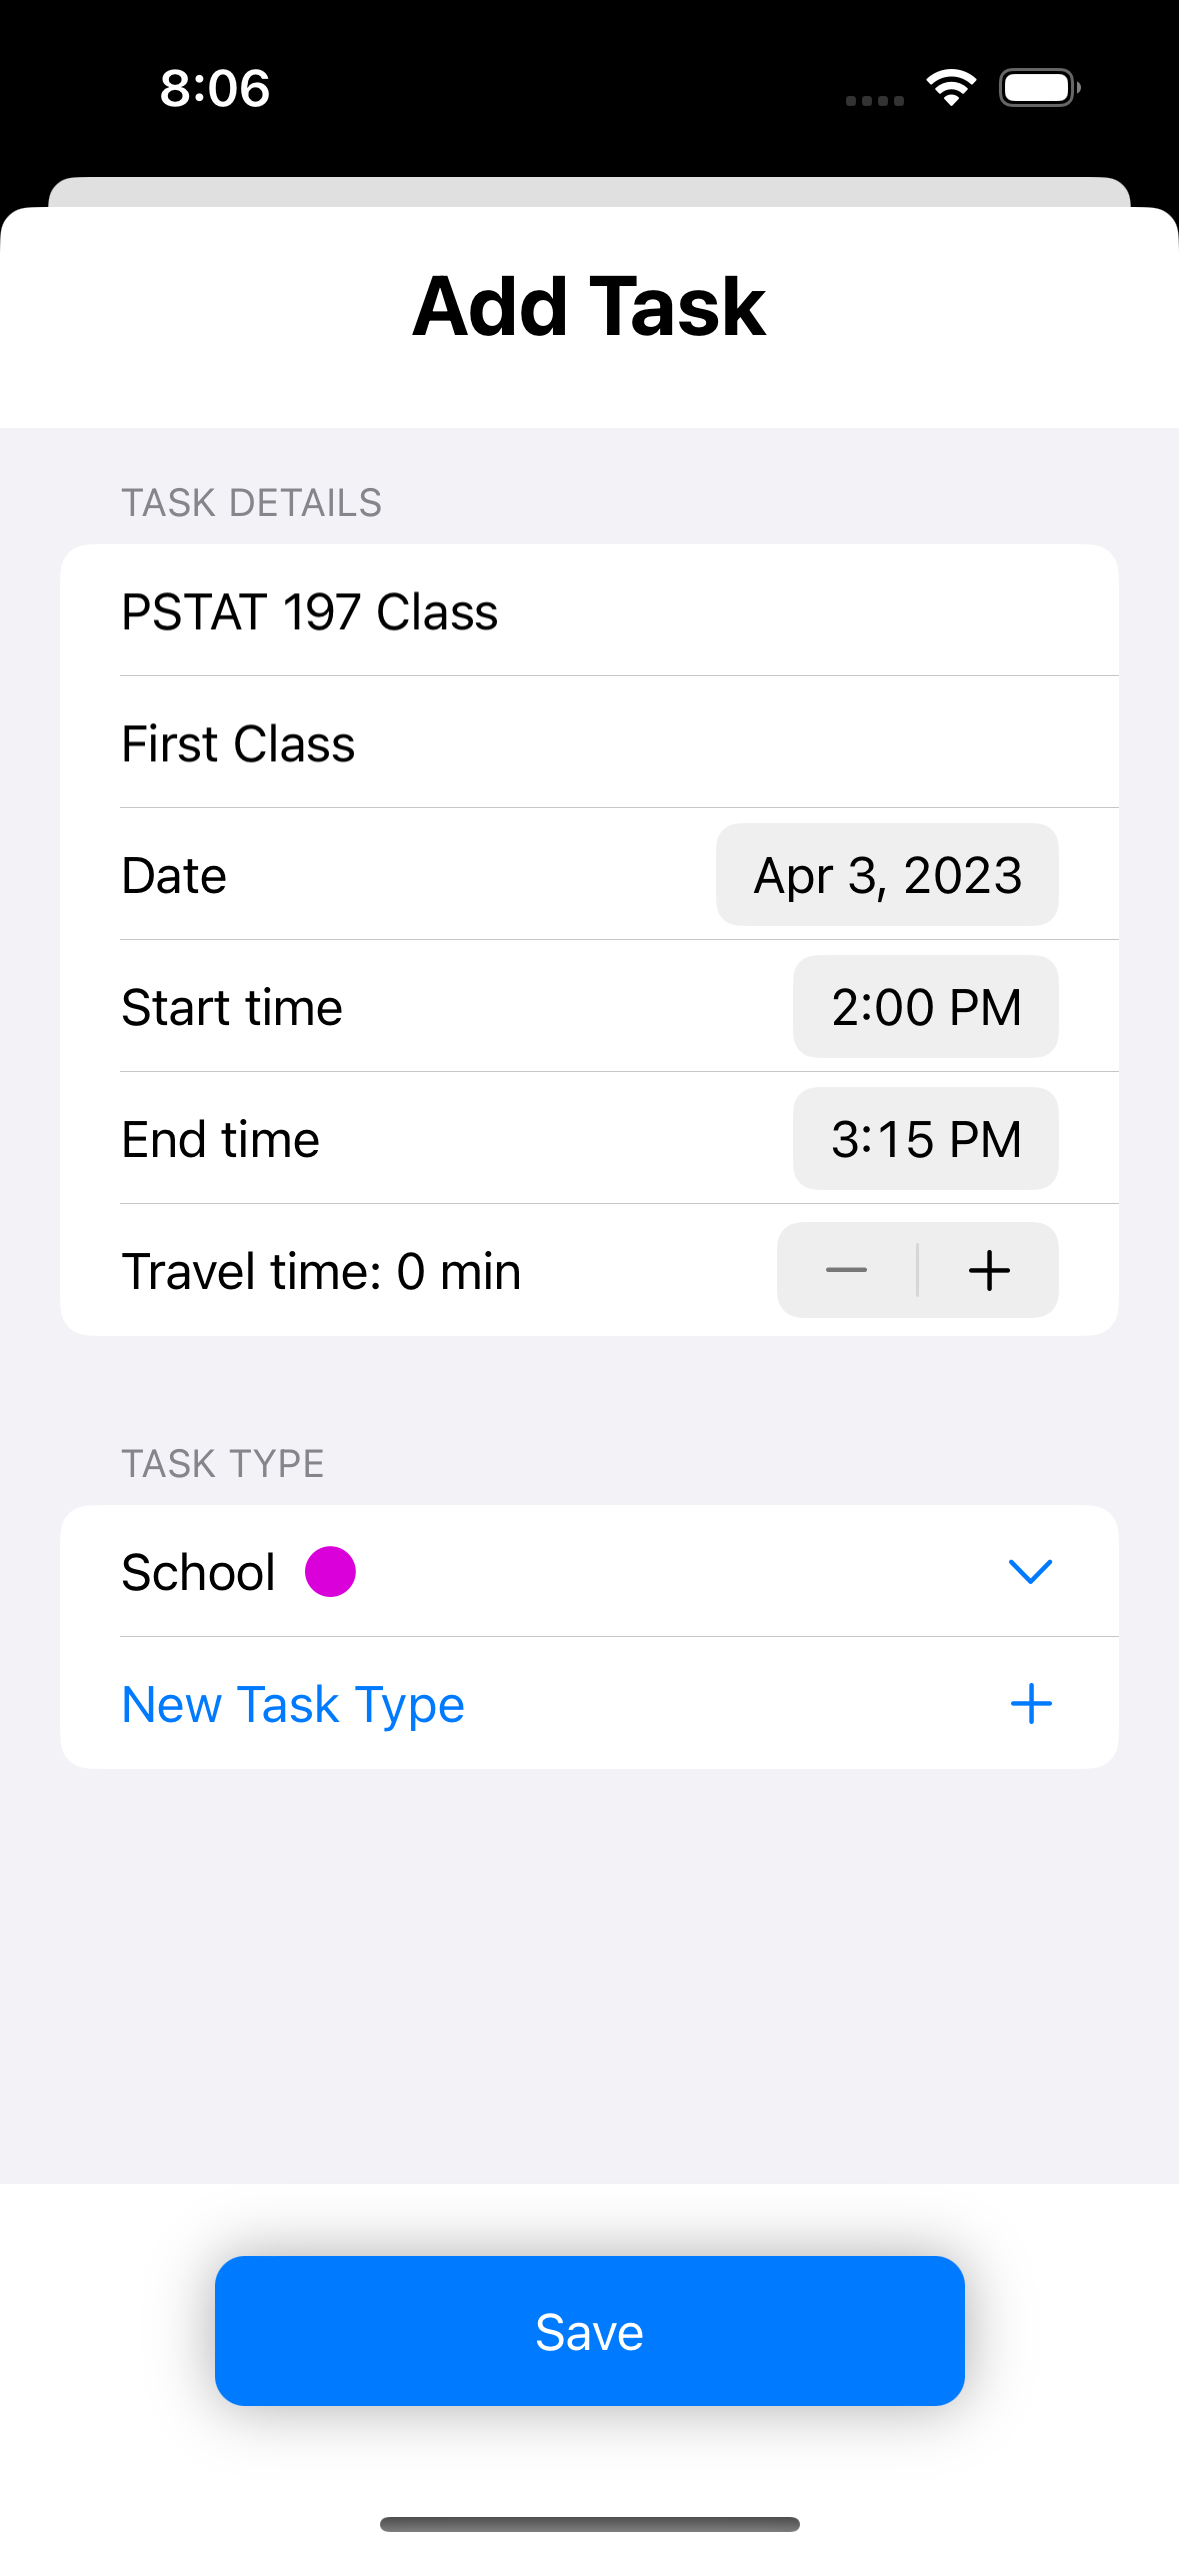 8:06
Add Task
TASK DETAILS
PSTAT 197 Class
First Class
Date Apr 3, 2023
Start time 2:00 PM
End time 3:15 PM
Travel time: 0 min
TASK TYPE
School
New Task Type
Save